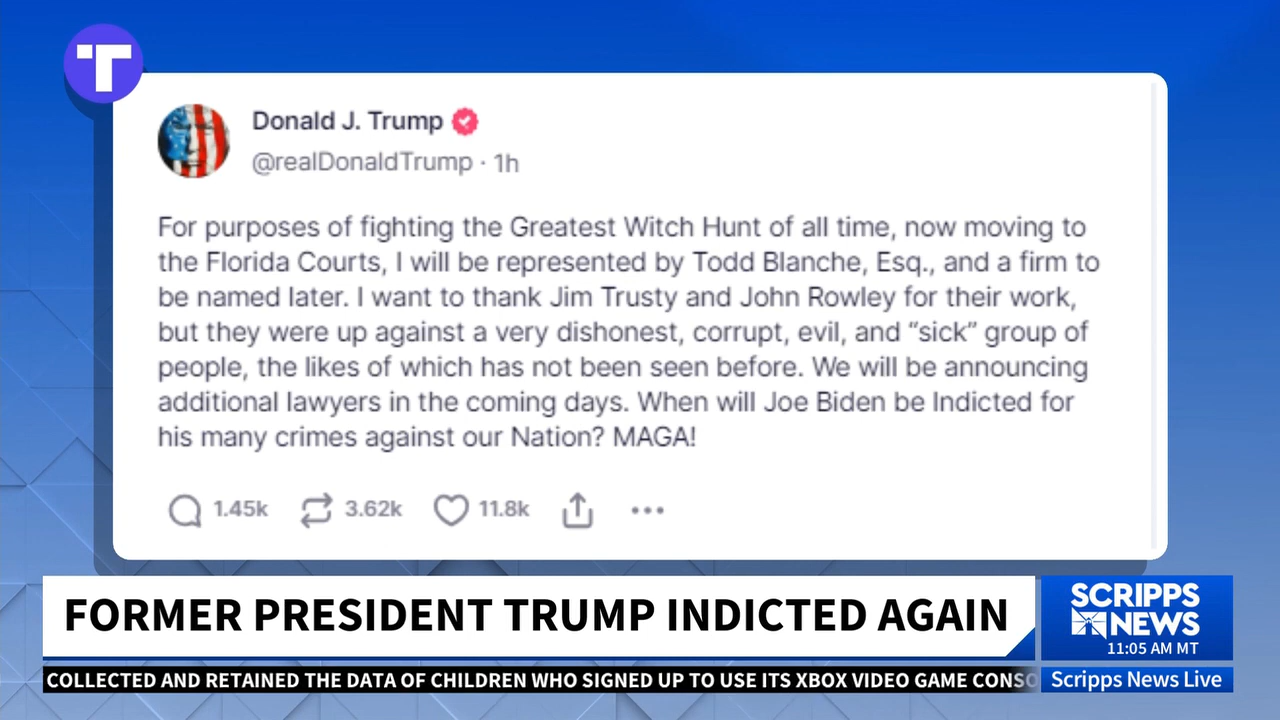 T
Donald J. Trump
@realDonaldTrump · 1h
For purposes of fighting the Greatest Witch Hunt of all time, now moving to
the Florida Courts, I will be represented by Todd Blanche, Esq., and a firm to
be named later. I want to thank Jim Trusty and John Rowley for their work,
but they were up against a very dishonest, corrupt, evil, and “sick” group of
people, the likes of which has not been seen before. We will be announcing
additional lawyers in the coming days. When will Joe Biden be Indicted for
his many crimes against our Nation? MAGA!
1.45k 3.62k 11.8k
FORMER PRESIDENT TRUMP INDICTED AGAIN
SCRIPPS
NEWS
11:05 AM MT
COLLECTED AND RETAINED THE DATA OF CHILDREN WHO SIGNED UP TO USE ITS XBOX VIDEO GAME CONSO
Scripps News Live